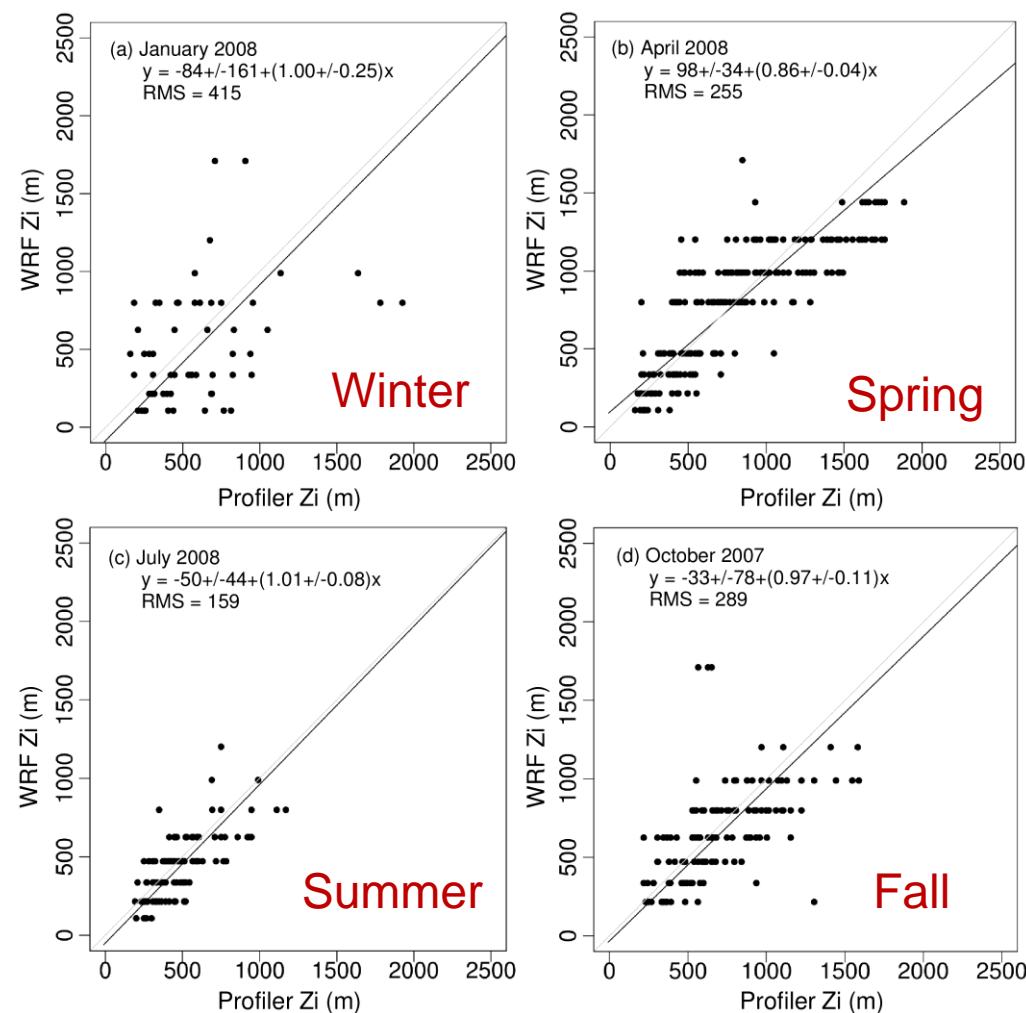 (a) January 2008
y = -84+/-161+(1.00+/-0.25)x
RMS = 415
Winter
WRF Zi (m)
0 500 1000 1500 2000 2500
Profiler Zi (m)
0 500 1000 1500 2000 2500
(b) April 2008
y = 98+/-34+(0.86+/-0.04)x
RMS = 255
Spring
WRF Zi (m)
0 500 1000 1500 2000 2500
Profiler Zi (m)
0 500 1000 1500 2000 2500
(c) July 2008
y = -50+/-44+(1.01+/-0.08)x
RMS = 159
Summer
WRF Zi (m)
0 500 1000 1500 2000 2500
Profiler Zi (m)
0 500 1000 1500 2000 2500
(d) October 2007
y = -33+/-78+(0.97+/-0.11)x
RMS = 289
Fall
WRF Zi (m)
0 500 1000 1500 2000 2500
Profiler Zi (m)
0 500 1000 1500 2000 2500